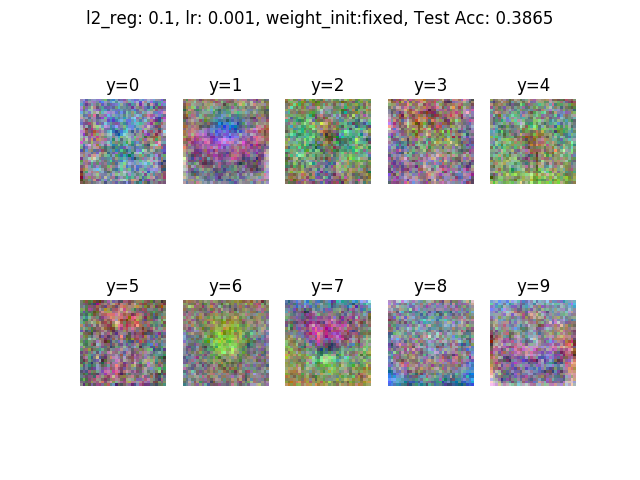 l2_reg: 0.1, lr: 0.001, weight_init:fixed, Test Acc: 0.3865
y=0 y=1 y=2 y=3 y=4
y=5 y=6 y=7 y=8 y=9